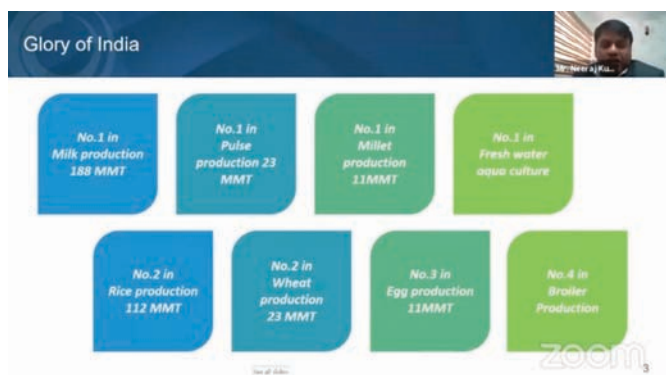 Glory of India
Mr. Neeraj Ku...
No.1 in
Milk production
188 MMT
No.1 in
Pulse
production 23
MMT
No.1 in
Millet
production
11MMT
No.1 in
Fresh water
aqua culture
No.2 in
Rice production
112 MMT
No.2 in
Wheat
production
23 MMT
No.3 in
Egg production
11MMT
No.4 in
Broiler
Production
zoom
3